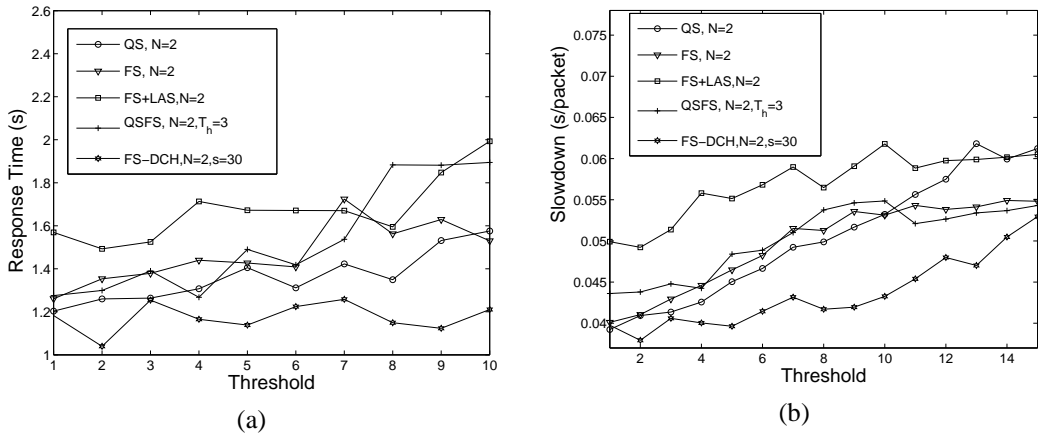 2.6
2.4
2.2
2
1.8
1.6
1.4
1.2
1
Response Time (s)
QS, N=2
FS, N=2
FS+LAS,N=2
QSFS, N=2,Th=3
FS−DCH,N=2,s=30
1 2 3 4 5 6 7 8 9 10
Threshold
(a)
0.075
0.07
0.065
0.06
0.055
0.05
0.045
0.04
Slowdown (s/packet)
QS, N=2
FS, N=2
FS+LAS,N=2
QSFS, N=2,Th=3
FS−DCH,N=2,s=30
2 4 6 8 10 12 14
Threshold
(b)